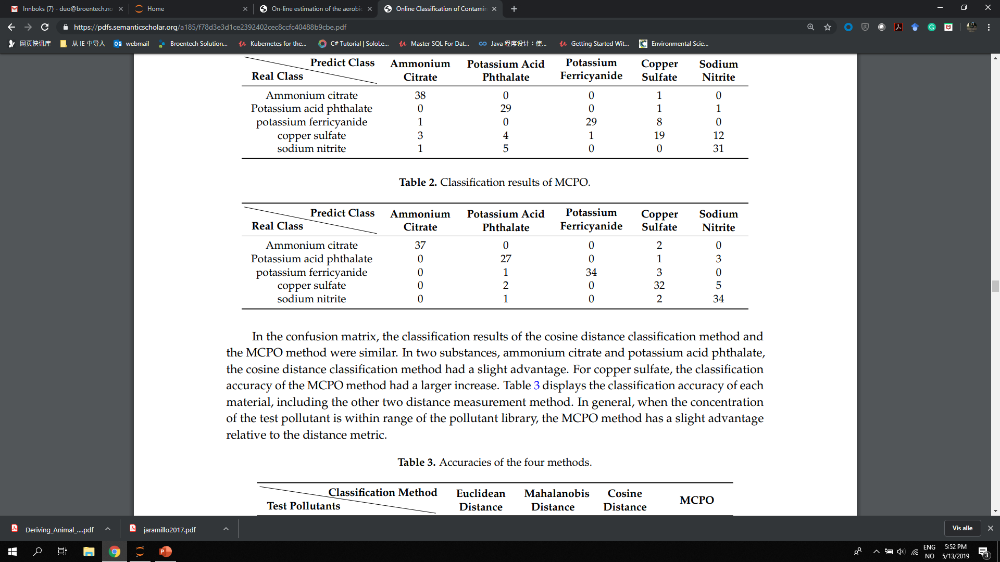 Innboks (7) - duo@broentech.no
Home
On-line estimation of the aerobic
Online Classification of Contamin
https://pdfs.semanticscholar.org/a185/f78d3e3d1ce2392402cec8ccfc40488b9cbe.pdf
网页快讯库 从 IE 中导入 webmail Broentech Solution... Kubernetes for the... C# Tutorial | SoloLe... Master SQL For Dat... Java 程序设计：使... Getting Started Wit... Environmental Scie...
Predict Class Ammonium Potassium Acid Potassium Copper Sodium
Real Class Citrate Phthalate Ferricyanide Sulfate Nitrite
Ammonium citrate 38 0 0 1 0
Potassium acid phthalate 0 29 0 1 1
potassium ferricyanide 1 0 29 8 0
copper sulfate 3 4 1 19 12
sodium nitrite 1 5 0 0 31
Table 2. Classification results of MCPO.
Predict Class Ammonium Potassium Acid Potassium Copper Sodium
Real Class Citrate Phthalate Ferricyanide Sulfate Nitrite
Ammonium citrate 37 0 0 2 0
Potassium acid phthalate 0 27 0 1 3
potassium ferricyanide 0 1 34 3 0
copper sulfate 0 2 0 32 5
sodium nitrite 0 1 0 2 34
In the confusion matrix, the classification results of the cosine distance classification method and
the MCPO method were similar. In two substances, ammonium citrate and potassium acid phthalate,
the cosine distance classification method had a slight advantage. For copper sulfate, the classification
accuracy of the MCPO method had a larger increase. Table 3 displays the classification accuracy of each
material, including the other two distance measurement method. In general, when the concentration
of the test pollutant is within range of the pollutant library, the MCPO method has a slight advantage
relative to the distance metric.
Table 3. Accuracies of the four methods.
Classification Method Euclidean Mahalanobis Cosine MCPO
Test Pollutants Distance Distance Distance
Deriving_Animal_....pdf
jaramillo2017.pdf
Vis alle
ENG
NO
5:52 PM
5/13/2019
3